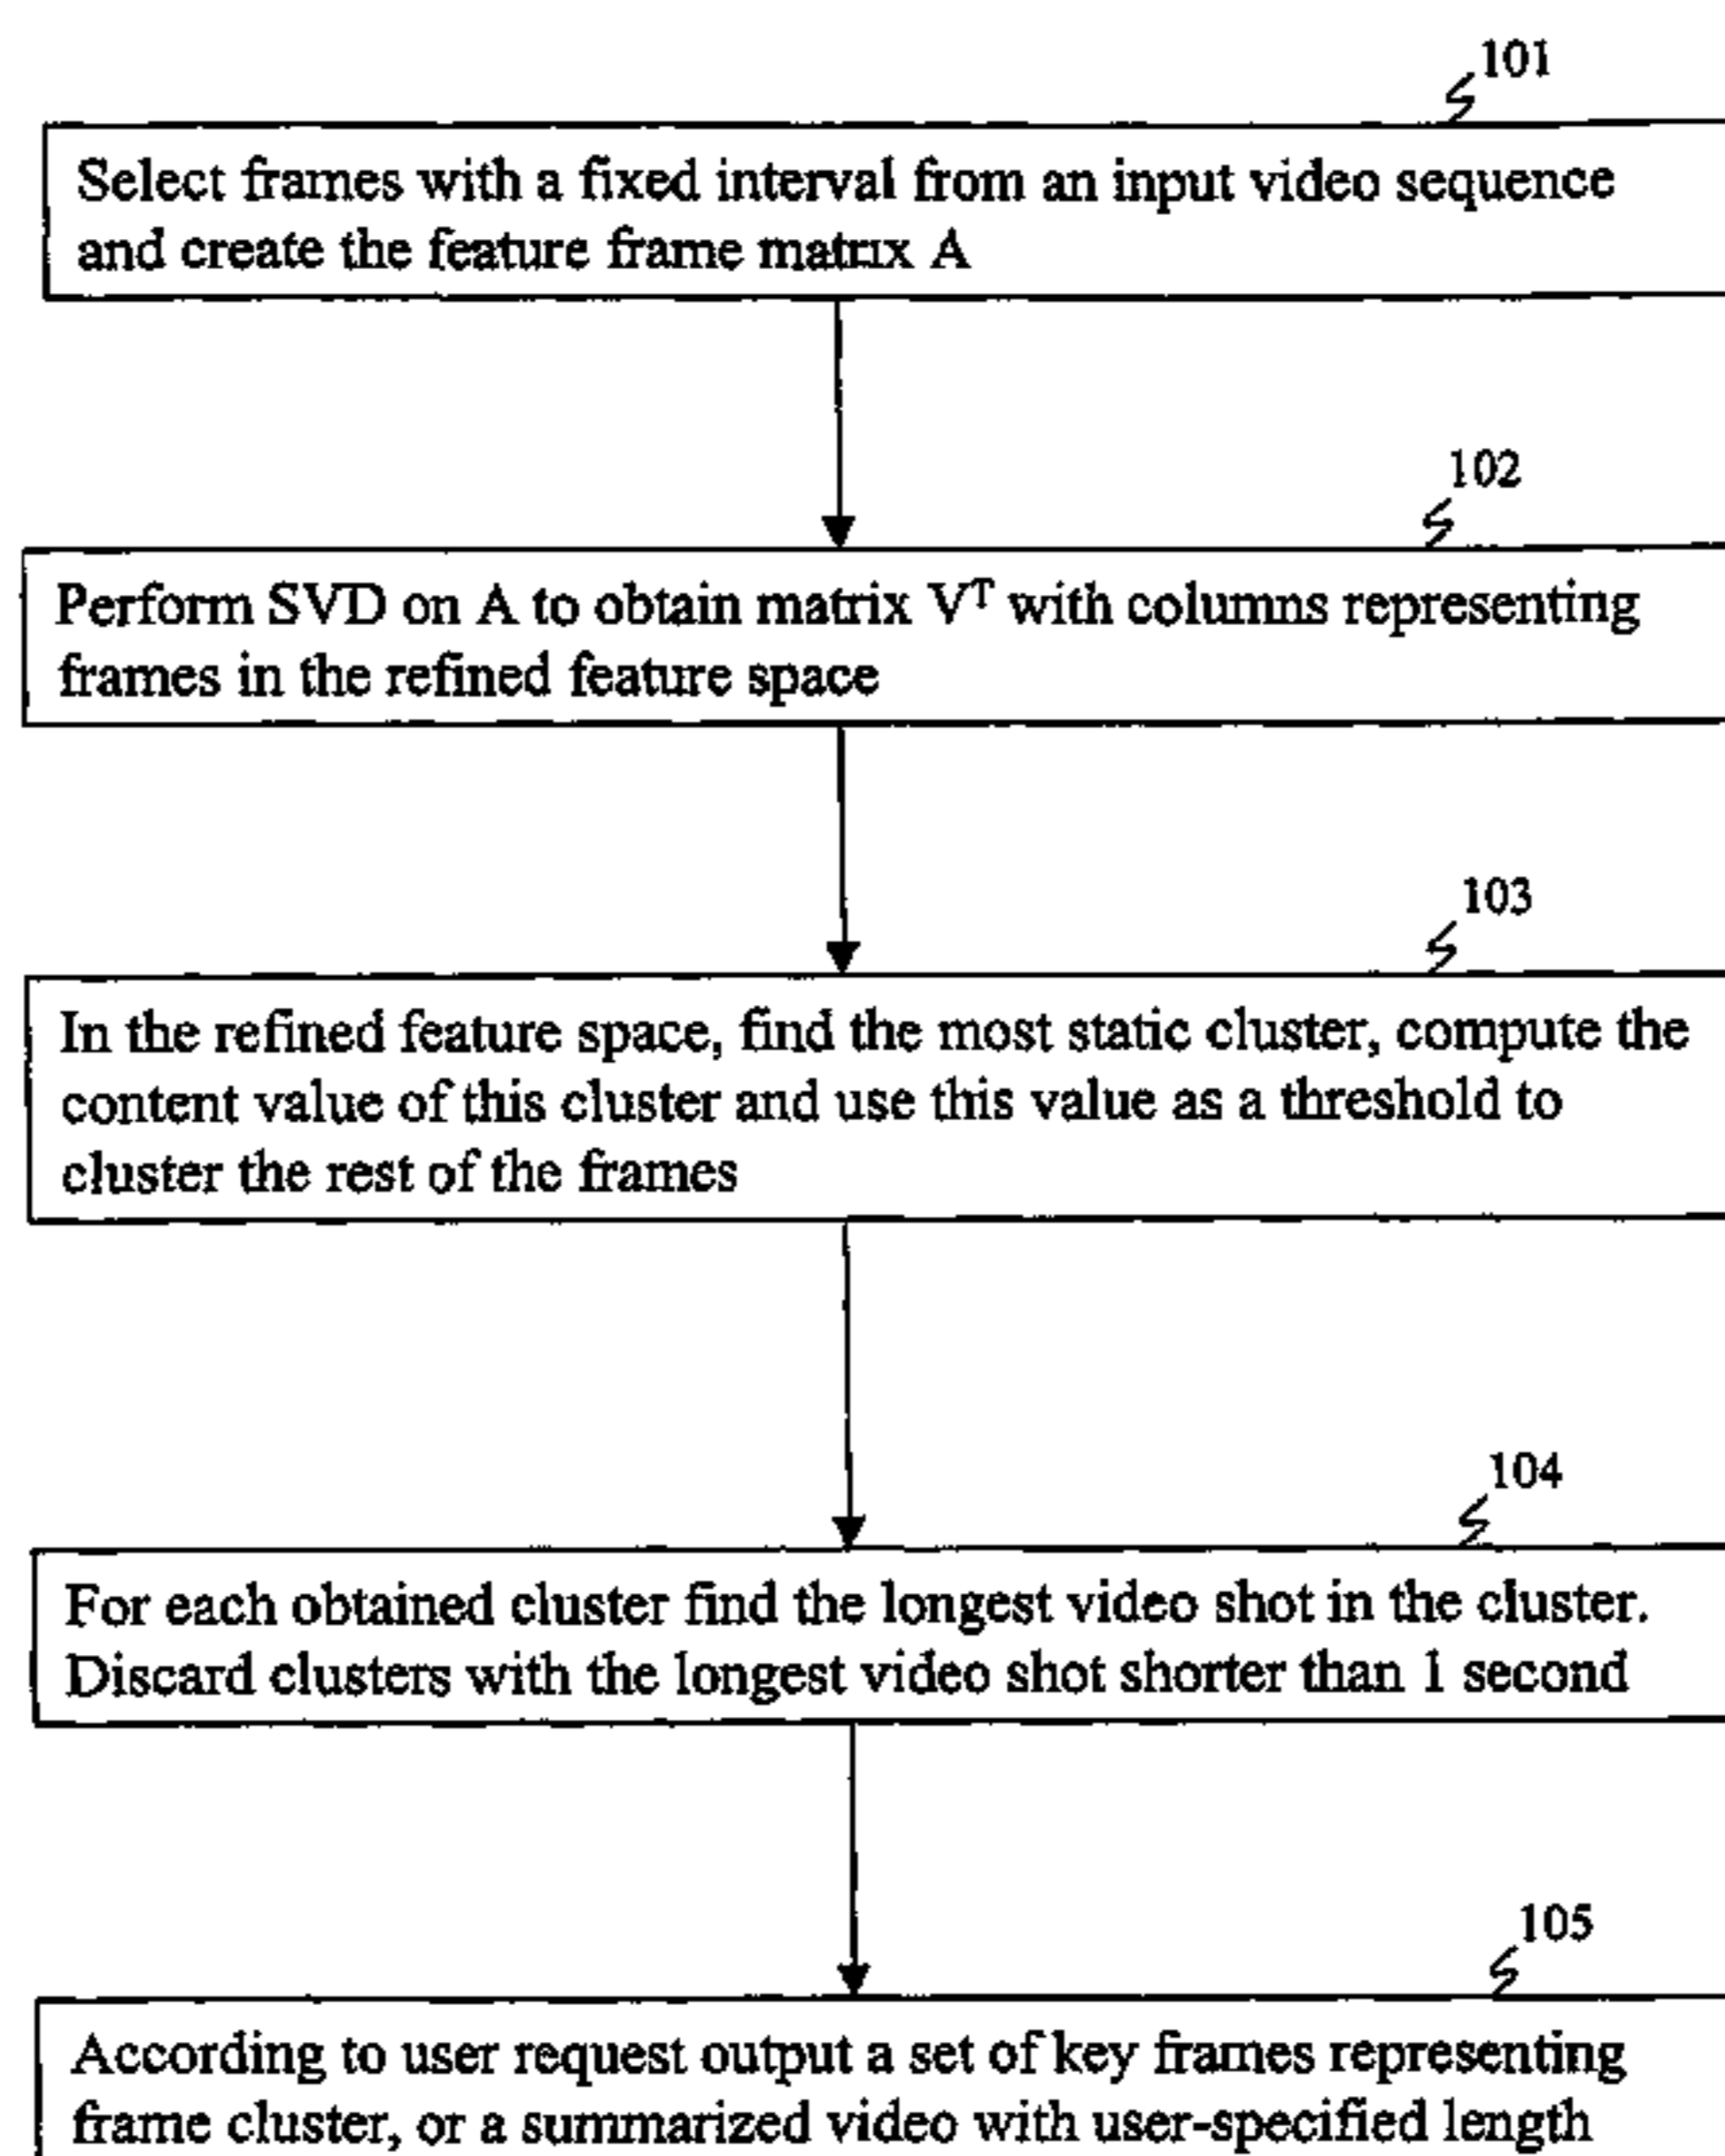 101
Select frames with a fixed interval from an input video sequence
and create the feature frame matrix A
102
Perform SVD on A to obtain matrix Vᵀ with columns representing
frames in the refined feature space
103
In the refined feature space, find the most static cluster, compute the
content value of this cluster and use this value as a threshold to
cluster the rest of the frames
104
For each obtained cluster find the longest video shot in the cluster.
Discard clusters with the longest video shot shorter than 1 second
105
According to user request output a set of key frames representing
frame cluster, or a summarized video with user-specified length